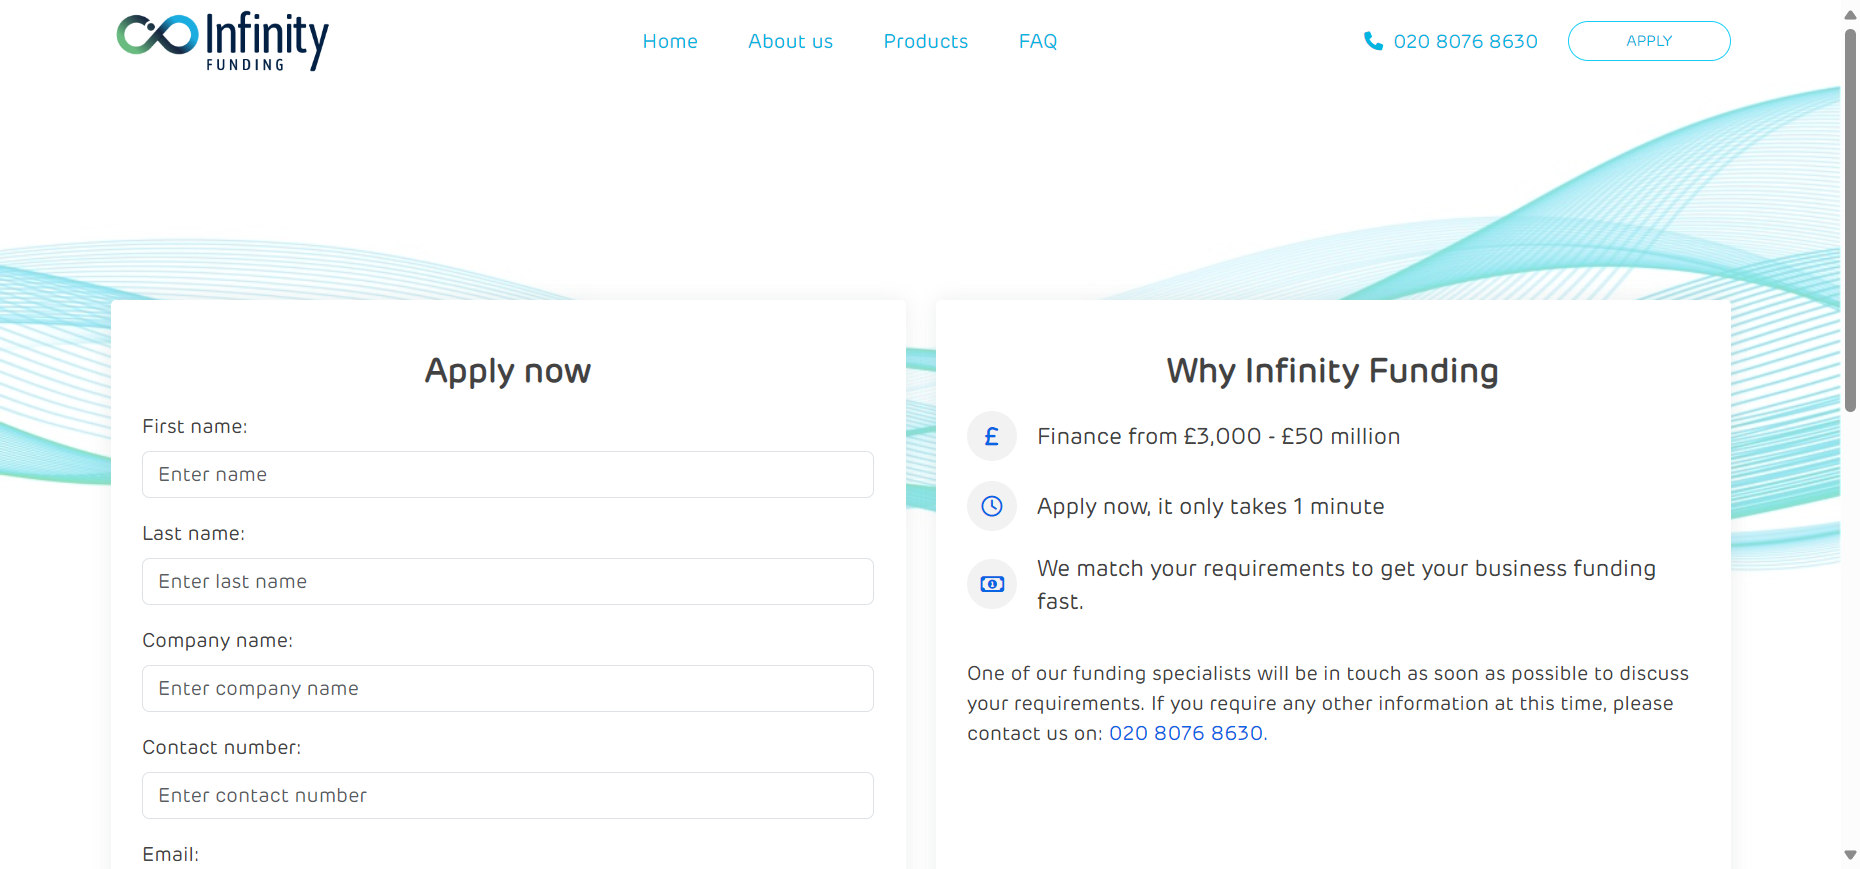 Infinity
FUNDING
Home
About us
Products
FAQ
020 8076 8630
APPLY
Apply now
First name:
Enter name
Last name:
Enter last name
Company name:
Enter company name
Contact number:
Enter contact number
Email:
Why Infinity Funding
£
Finance from £3,000 - £50 million
Apply now, it only takes 1 minute
We match your requirements to get your business funding
fast.
One of our funding specialists will be in touch as soon as possible to discuss
your requirements. If you require any other information at this time, please
contact us on: 020 8076 8630.